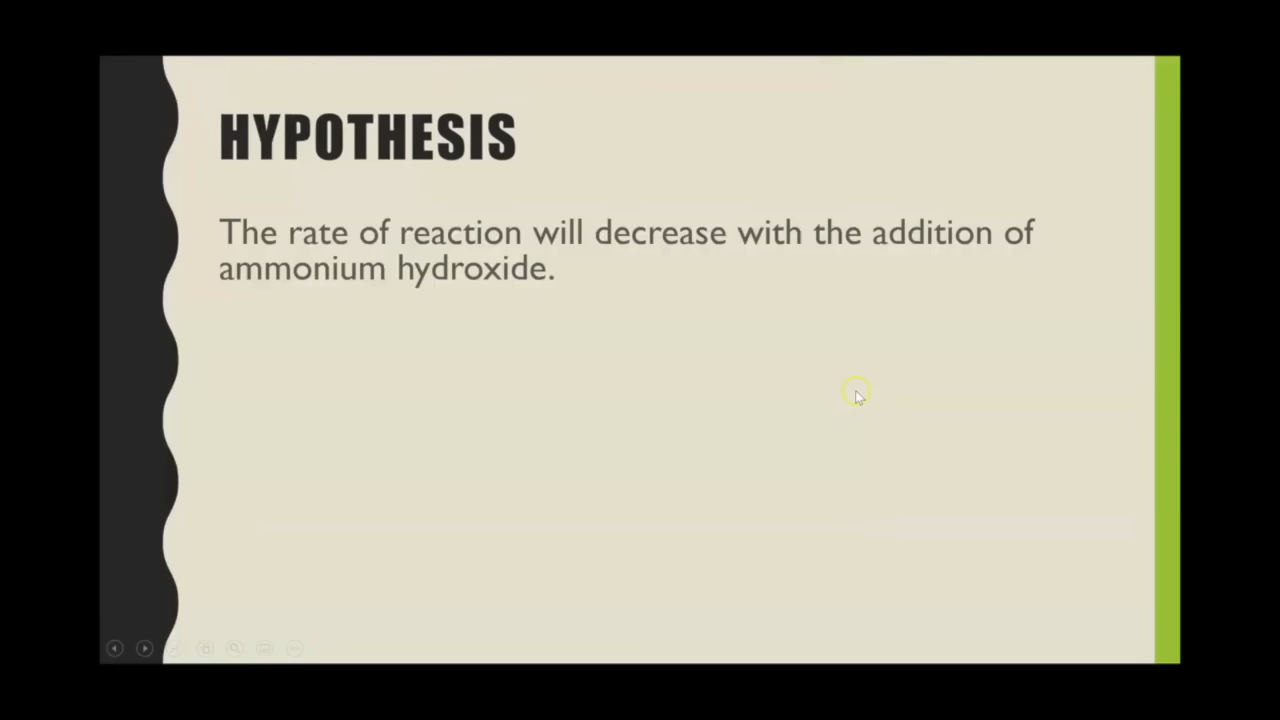 HYPOTHESIS
The rate of reaction will decrease with the addition of
ammonium hydroxide.